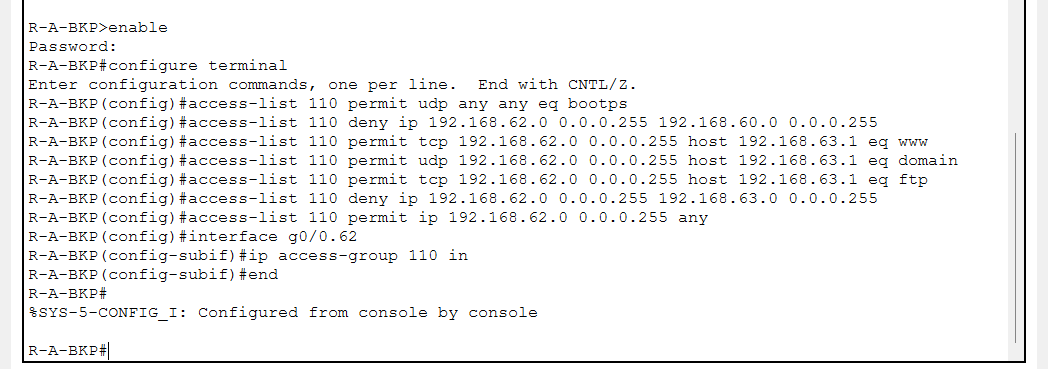 R-A-BKP>enable
Password:
R-A-BKP#configure terminal
Enter configuration commands, one per line.  End with CNTL/Z.
R-A-BKP(config)#access-list 110 permit udp any any eq bootps
R-A-BKP(config)#access-list 110 deny ip 192.168.62.0 0.0.0.255 192.168.60.0 0.0.0.255
R-A-BKP(config)#access-list 110 permit tcp 192.168.62.0 0.0.0.255 host 192.168.63.1 eq www
R-A-BKP(config)#access-list 110 permit udp 192.168.62.0 0.0.0.255 host 192.168.63.1 eq domain
R-A-BKP(config)#access-list 110 permit tcp 192.168.62.0 0.0.0.255 host 192.168.63.1 eq ftp
R-A-BKP(config)#access-list 110 deny ip 192.168.62.0 0.0.0.255 192.168.63.0 0.0.0.255
R-A-BKP(config)#access-list 110 permit ip 192.168.62.0 0.0.0.255 any
R-A-BKP(config)#interface g0/0.62
R-A-BKP(config-subif)#ip access-group 110 in
R-A-BKP(config-subif)#end
R-A-BKP#
%SYS-5-CONFIG_I: Configured from console by console
R-A-BKP#